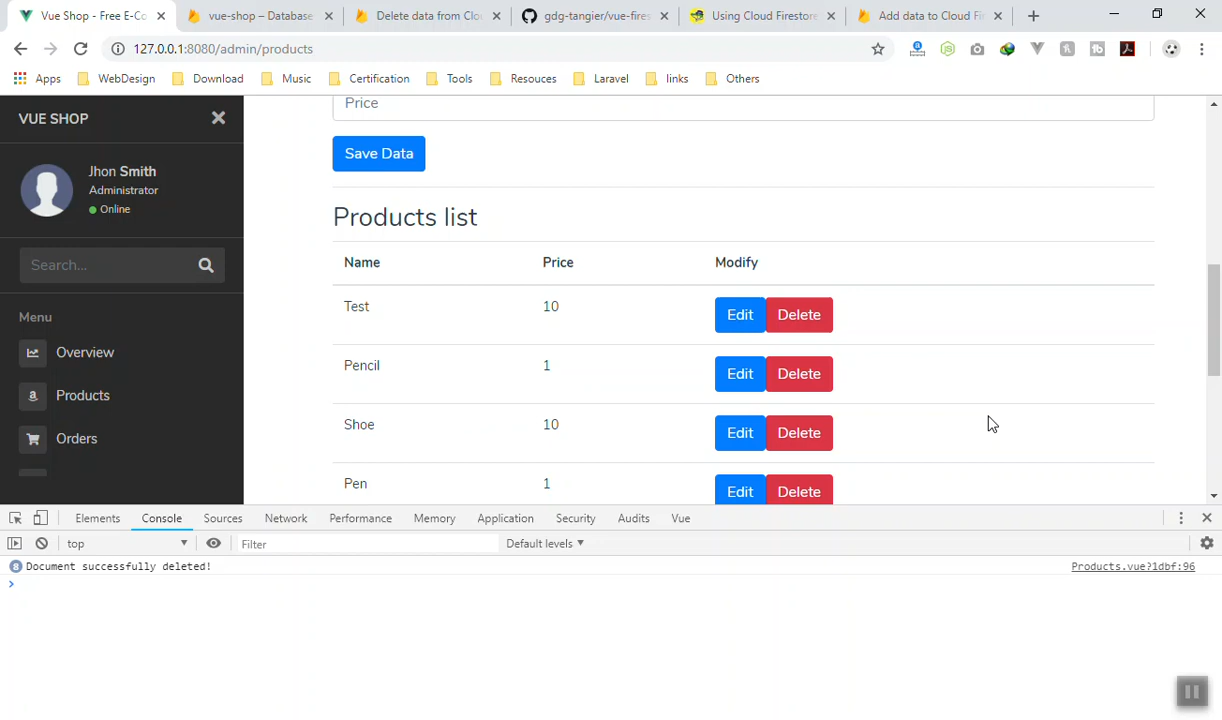 Vue Shop - Free E-Co
vue-shop – Database
Delete data from Clou
gdg-tangier/vue-fires
Using Cloud Firestore
Add data to Cloud Fir
127.0.0.1:8080/admin/products
Apps WebDesign Download Music Certification Tools Resouces Laravel links Others
VUE SHOP
Jhon Smith
Administrator
Online
Search...
Menu
Overview
Products
Orders
Price
Save Data
Products list
Name Price Modify
Test 10 Edit Delete
Pencil 1 Edit Delete
Shoe 10 Edit Delete
Pen 1 Edit Delete
Elements Console Sources Network Performance Memory Application Security Audits Vue
top Filter Default levels
8 Document successfully deleted! Products.vue?1dbf:96